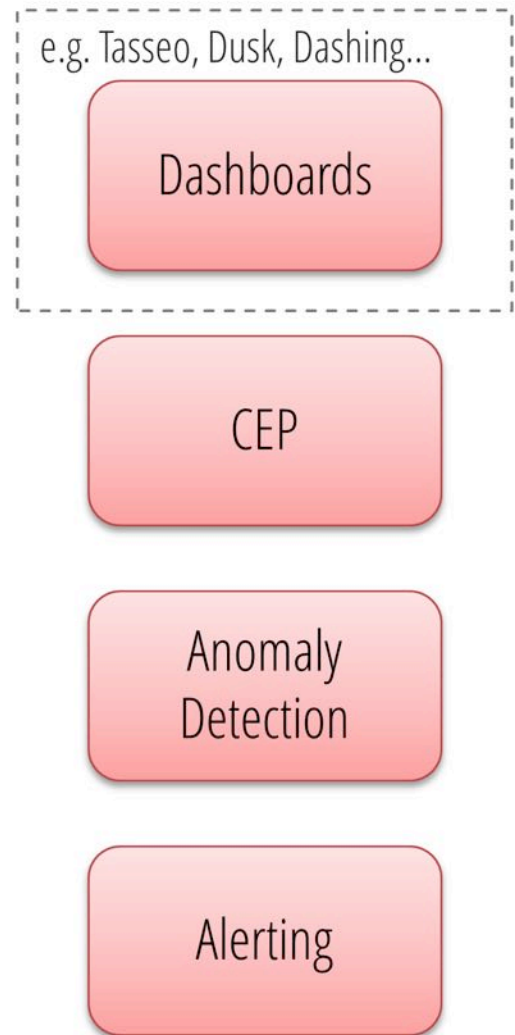 e.g. Tasseo, Dusk, Dashing...
Dashboards
CEP
Anomaly
Detection
Alerting